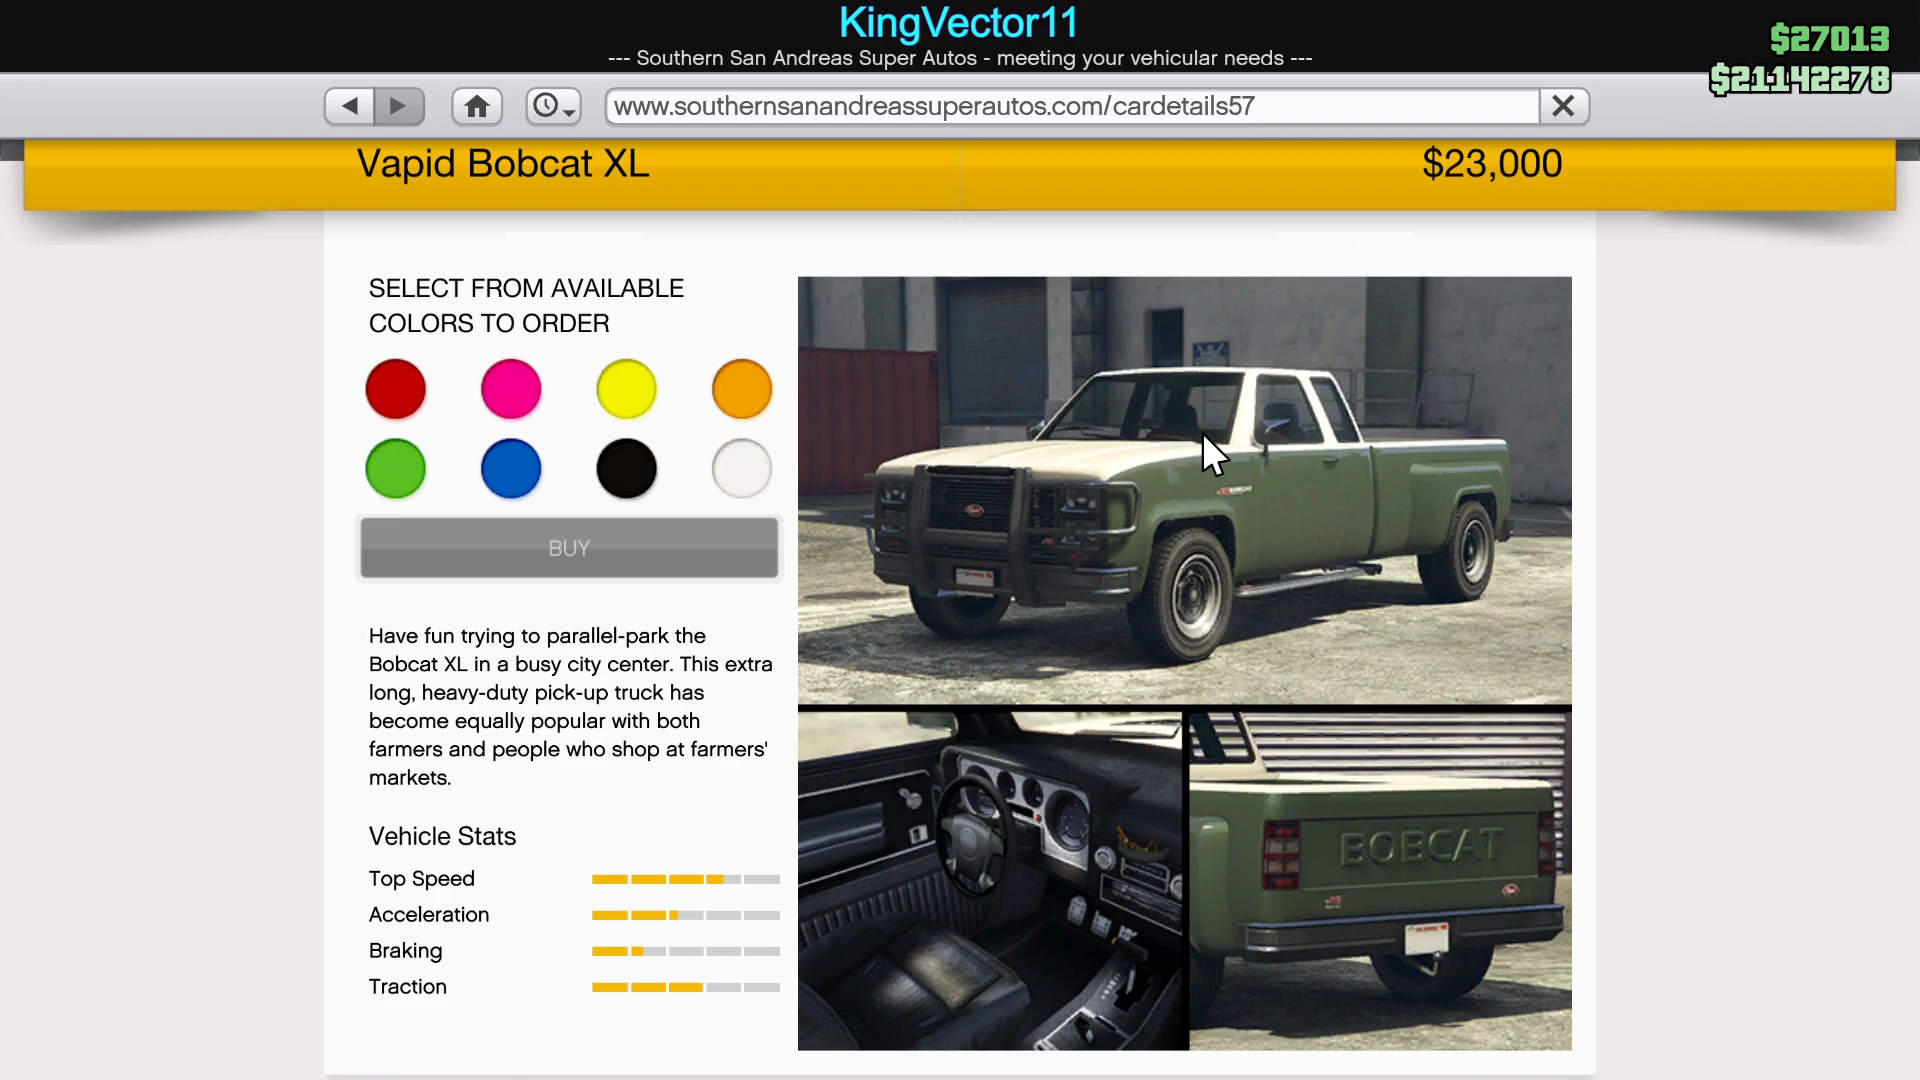 KingVector11
--- Southern San Andreas Super Autos - meeting your vehicular needs ---
$27013
$21142278
www.southernsanandreassuperautos.com/cardetails57
Vapid Bobcat XL
$23,000
SELECT FROM AVAILABLE
COLORS TO ORDER
BUY
Have fun trying to parallel-park the
Bobcat XL in a busy city center. This extra
long, heavy-duty pick-up truck has
become equally popular with both
farmers and people who shop at farmers'
markets.
Vehicle Stats
Top Speed
Acceleration
Braking
Traction
BOBCAT
BOBCAT